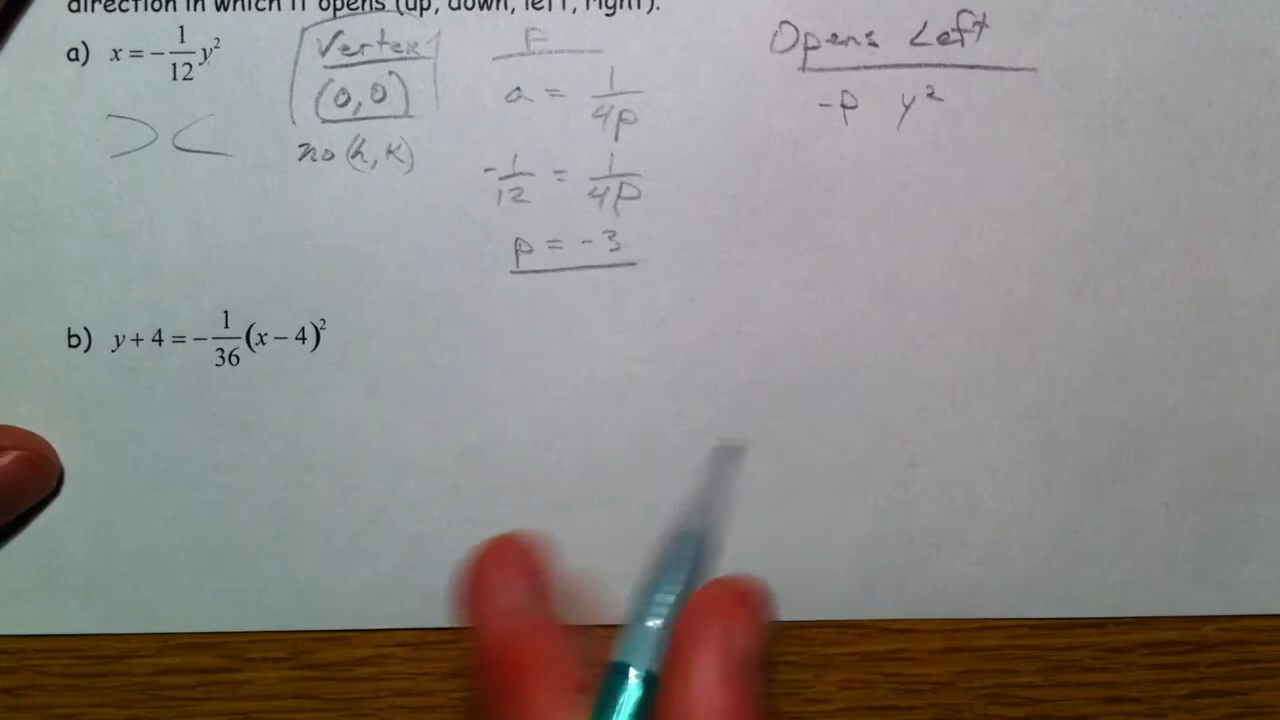 direction in which it opens (up, down, left, right).
a) x = -1/12 y²
Vertex
(0,0)
no (h, k)
P
a = 1/4p
-1/12 = 1/4p
p = -3
Opens Left
-p y²
b) y + 4 = -1/36 (x - 4)²